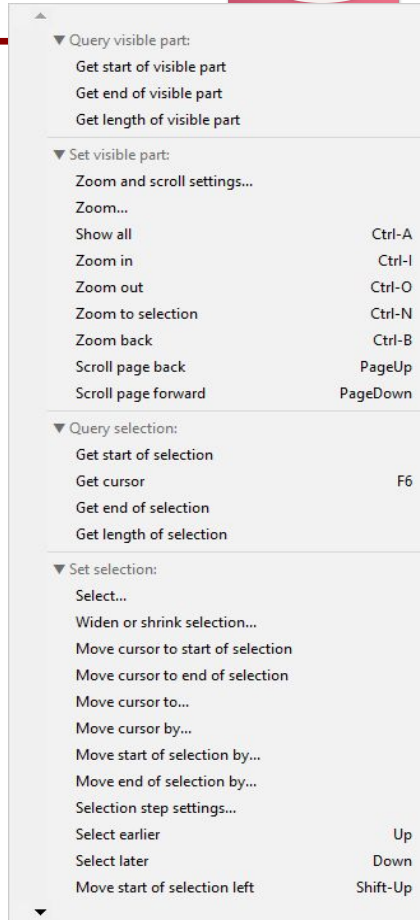 ▼ Query visible part:
Get start of visible part
Get end of visible part
Get length of visible part
▼ Set visible part:
Zoom and scroll settings...
Zoom...
Show all Ctrl-A
Zoom in Ctrl-I
Zoom out Ctrl-O
Zoom to selection Ctrl-N
Zoom back Ctrl-B
Scroll page back PageUp
Scroll page forward PageDown
▼ Query selection:
Get start of selection
Get cursor F6
Get end of selection
Get length of selection
▼ Set selection:
Select...
Widen or shrink selection...
Move cursor to start of selection
Move cursor to end of selection
Move cursor to...
Move cursor by...
Move start of selection by...
Move end of selection by...
Selection step settings...
Select earlier Up
Select later Down
Move start of selection left Shift-Up